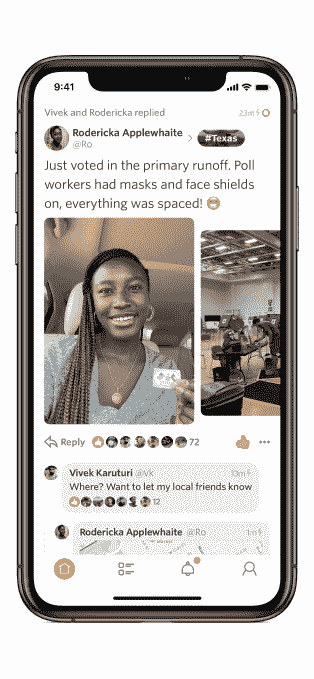 9:41
Vivek and Rodericka replied
23m
Rodericka Applewhaite
@Ro
#Texas
Just voted in the primary runoff. Poll
workers had masks and face shields
on, everything was spaced!
Reply
72
Vivek Karuturi @vk
13m
Where? Want to let my local friends know
12
Rodericka Applewhaite @Ro
1m